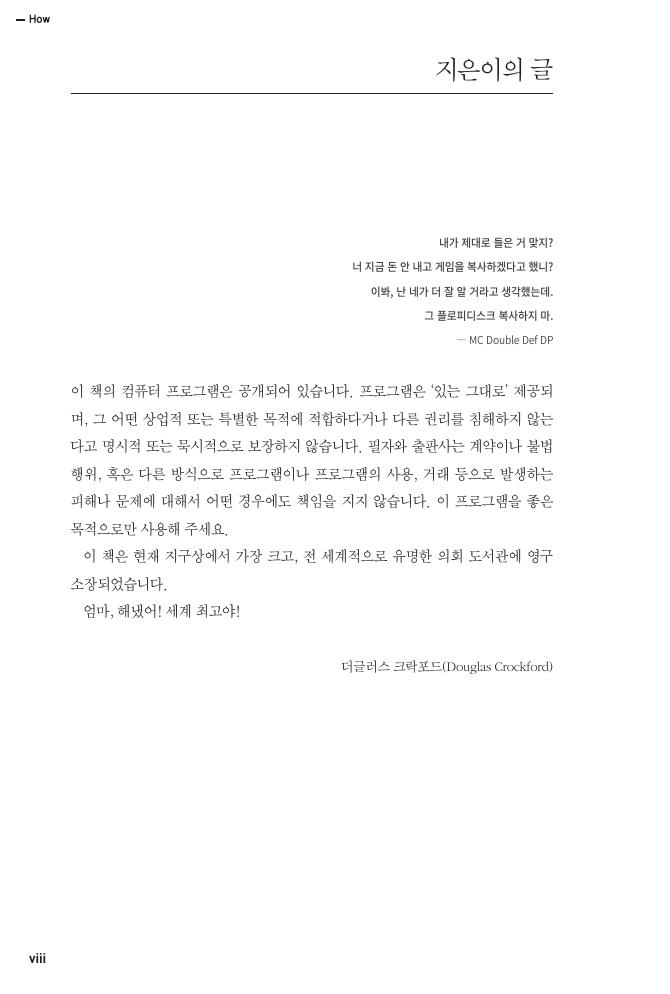 — How
지은이의 글
내가 제대로 들은 거 맞지?
너 지금 돈 안 내고 게임을 복사하겠다고 했니?
이봐, 난 네가 더 잘 알 거라고 생각했는데.
그 플로피디스크 복사하지 마.
— MC Double Def DP
이 책의 컴퓨터 프로그램은 공개되어 있습니다. 프로그램은 ‘있는 그대로’ 제공되
며, 그 어떤 상업적 또는 특별한 목적에 적합하다거나 다른 권리를 침해하지 않는
다고 명시적 또는 묵시적으로 보장하지 않습니다. 필자와 출판사는 계약이나 불법
행위, 혹은 다른 방식으로 프로그램이나 프로그램의 사용, 거래 등으로 발생하는
피해나 문제에 대해서 어떤 경우에도 책임을 지지 않습니다. 이 프로그램을 좋은
목적으로만 사용해 주세요.
이 책은 현재 지구상에서 가장 크고, 전 세계적으로 유명한 의회 도서관에 영구
소장되었습니다.
엄마, 해냈어! 세계 최고야!
더글러스 크락포드(Douglas Crockford)
viii